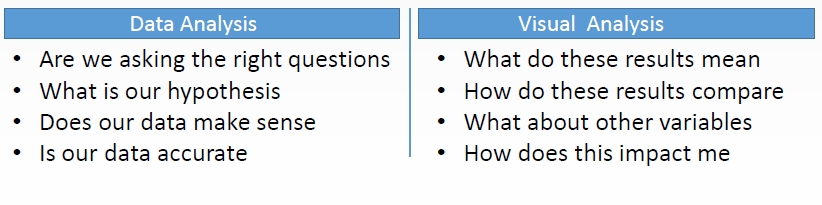 Data Analysis
• Are we asking the right questions
• What is our hypothesis
• Does our data make sense
• Is our data accurate
Visual Analysis
• What do these results mean
• How do these results compare
• What about other variables
• How does this impact me